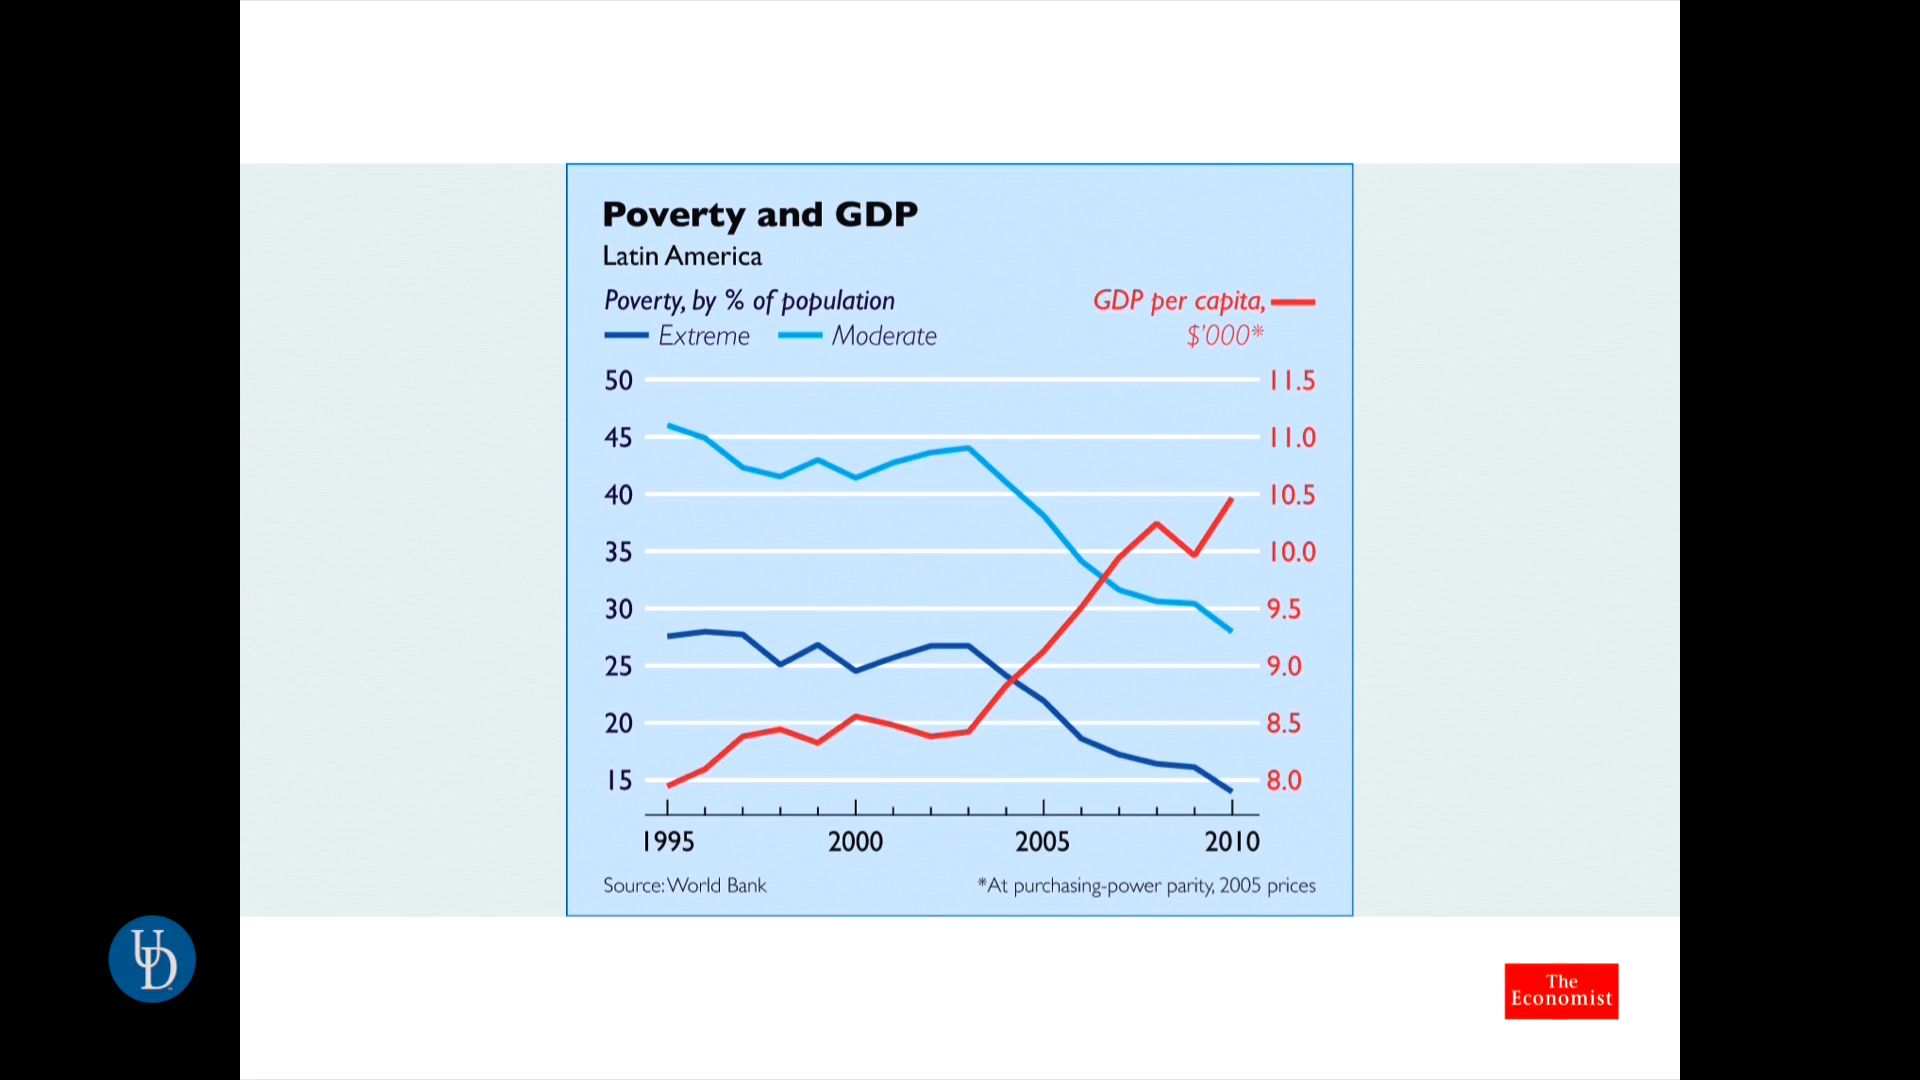 Poverty and GDP
Latin America
Poverty, by % of population
Extreme Moderate
GDP per capita,
$'000*
50 11.5
45 11.0
40 10.5
35 10.0
30 9.5
25 9.0
20 8.5
15 8.0
1995 2000 2005 2010
Source: World Bank *At purchasing-power parity, 2005 prices
UD
The
Economist